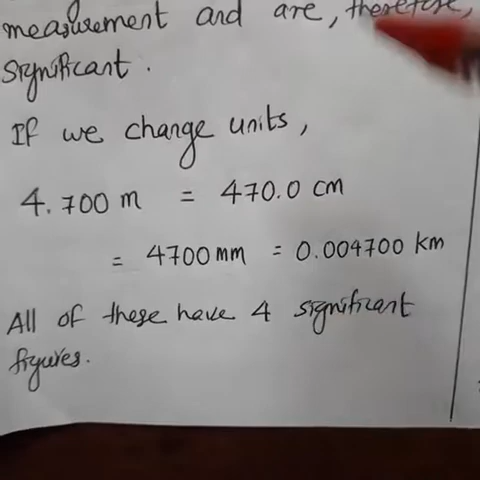 measurement and are, therefore,
significant.
If we change units,
4.700 m = 470.0 cm
= 4700 mm = 0.004700 km
All of these have 4 significant
figures.